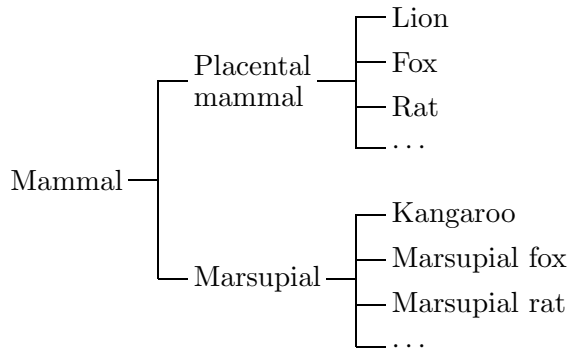 Mammal
Placental
mammal
Lion
Fox
Rat
...
Marsupial
Kangaroo
Marsupial fox
Marsupial rat
...